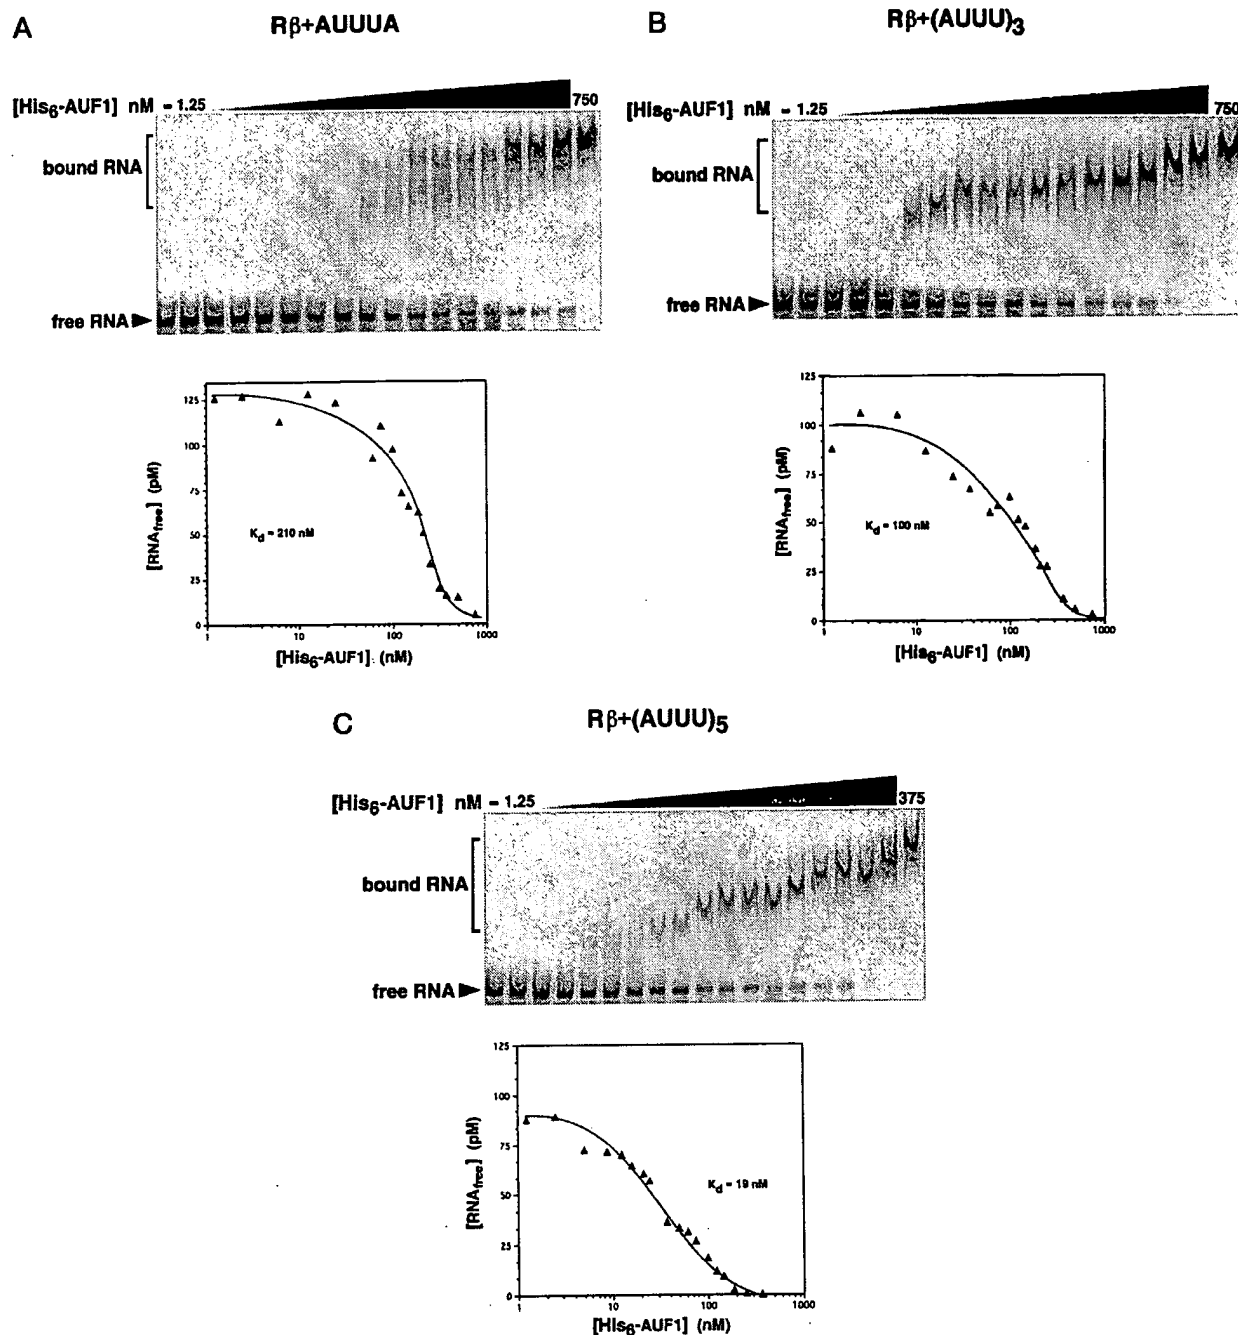 A
Rβ+AUUUA
[His6-AUF1] nM = 1.25
750
bound RNA
free RNA
125
100
75
50
25
0
[RNAfree] (pM)
Kd = 210 nM
1
10
100
1000
[His6-AUF1] (nM)
B
Rβ+(AUUU)3
[His6-AUF1] nM = 1.25
750
bound RNA
free RNA
125
100
75
50
25
0
[RNAfree] (pM)
Kd = 100 nM
1
10
100
1000
[His6-AUF1] (nM)
C
Rβ+(AUUU)5
[His6-AUF1] nM = 1.25
375
bound RNA
free RNA
125
100
75
50
25
0
[RNAfree] (pM)
Kd = 19 nM
1
10
100
1000
[His6-AUF1] (nM)